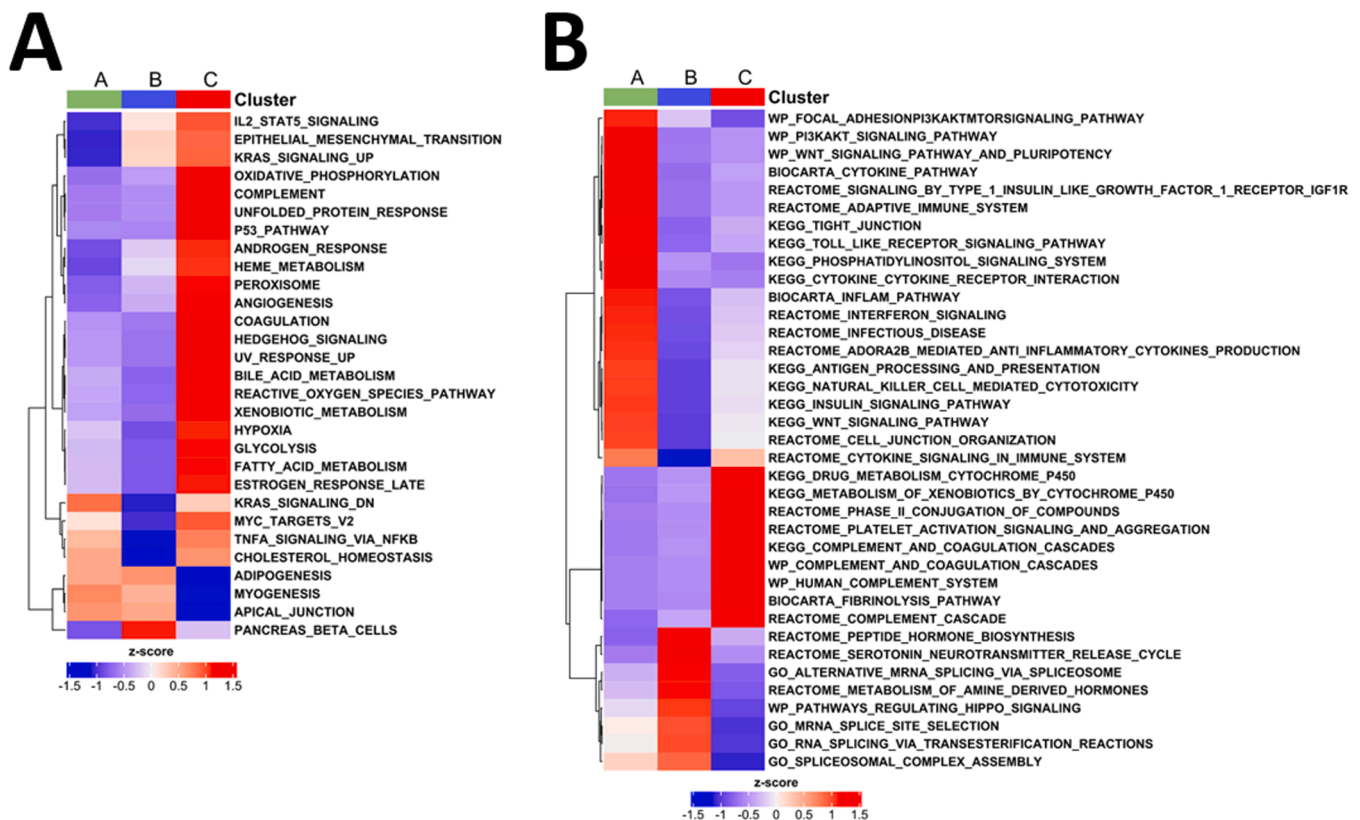 A
A B C
Cluster
IL2_STAT5_SIGNALING
EPITHELIAL_MESENCHYMAL_TRANSITION
KRAS_SIGNALING_UP
OXIDATIVE_PHOSPHORYLATION
COMPLEMENT
UNFOLDED_PROTEIN_RESPONSE
P53_PATHWAY
ANDROGEN_RESPONSE
HEME_METABOLISM
PEROXISOME
ANGIOGENESIS
COAGULATION
HEDGEHOG_SIGNALING
UV_RESPONSE_UP
BILE_ACID_METABOLISM
REACTIVE_OXYGEN_SPECIES_PATHWAY
XENOBIOTIC_METABOLISM
HYPOXIA
GLYCOLYSIS
FATTY_ACID_METABOLISM
ESTROGEN_RESPONSE_LATE
KRAS_SIGNALING_DN
MYC_TARGETS_V2
TNFA_SIGNALING_VIA_NFKB
CHOLESTEROL_HOMEOSTASIS
ADIPOGENESIS
MYOGENESIS
APICAL_JUNCTION
PANCREAS_BETA_CELLS
z-score
-1.5 -1 -0.5 0 0.5 1 1.5
B
A B C
Cluster
WP_FOCAL_ADHESIONPI3KAKTMTORSIGNALING_PATHWAY
WP_PI3KAKT_SIGNALING_PATHWAY
WP_WNT_SIGNALING_PATHWAY_AND_PLURIPOTENCY
BIOCARTA_CYTOKINE_PATHWAY
REACTOME_SIGNALING_BY_TYPE_1_INSULIN_LIKE_GROWTH_FACTOR_1_RECEPTOR_IGF1R
REACTOME_ADAPTIVE_IMMUNE_SYSTEM
KEGG_TIGHT_JUNCTION
KEGG_TOLL_LIKE_RECEPTOR_SIGNALING_PATHWAY
KEGG_PHOSPHATIDYLINOSITOL_SIGNALING_SYSTEM
KEGG_CYTOKINE_CYTOKINE_RECEPTOR_INTERACTION
BIOCARTA_INFLAM_PATHWAY
REACTOME_INTERFERON_SIGNALING
REACTOME_INFECTIOUS_DISEASE
REACTOME_ADORA2B_MEDIATED_ANTI_INFLAMMATORY_CYTOKINES_PRODUCTION
KEGG_ANTIGEN_PROCESSING_AND_PRESENTATION
KEGG_NATURAL_KILLER_CELL_MEDIATED_CYTOTOXICITY
KEGG_INSULIN_SIGNALING_PATHWAY
KEGG_WNT_SIGNALING_PATHWAY
REACTOME_CELL_JUNCTION_ORGANIZATION
REACTOME_CYTOKINE_SIGNALING_IN_IMMUNE_SYSTEM
KEGG_DRUG_METABOLISM_CYTOCHROME_P450
KEGG_METABOLISM_OF_XENOBIOTICS_BY_CYTOCHROME_P450
REACTOME_PHASE_II_CONJUGATION_OF_COMPOUNDS
REACTOME_PLATELET_ACTIVATION_SIGNALING_AND_AGGREGATION
KEGG_COMPLEMENT_AND_COAGULATION_CASCADES
WP_COMPLEMENT_AND_COAGULATION_CASCADES
WP_HUMAN_COMPLEMENT_SYSTEM
BIOCARTA_FIBRINOLYSIS_PATHWAY
REACTOME_COMPLEMENT_CASCADE
REACTOME_PEPTIDE_HORMONE_BIOSYNTHESIS
REACTOME_SEROTONIN_NEUROTRANSMITTER_RELEASE_CYCLE
GO_ALTERNATIVE_MRNA_SPLICING_VIA_SPLICEOSOME
REACTOME_METABOLISM_OF_AMINE_DERIVED_HORMONES
WP_PATHWAYS_REGULATING_HIPPO_SIGNALING
GO_MRNA_SPLICE_SITE_SELECTION
GO_RNA_SPLICING_VIA_TRANSESTERIFICATION_REACTIONS
GO_SPLICEOSOMAL_COMPLEX_ASSEMBLY
z-score
-1.5 -1 -0.5 0 0.5 1 1.5